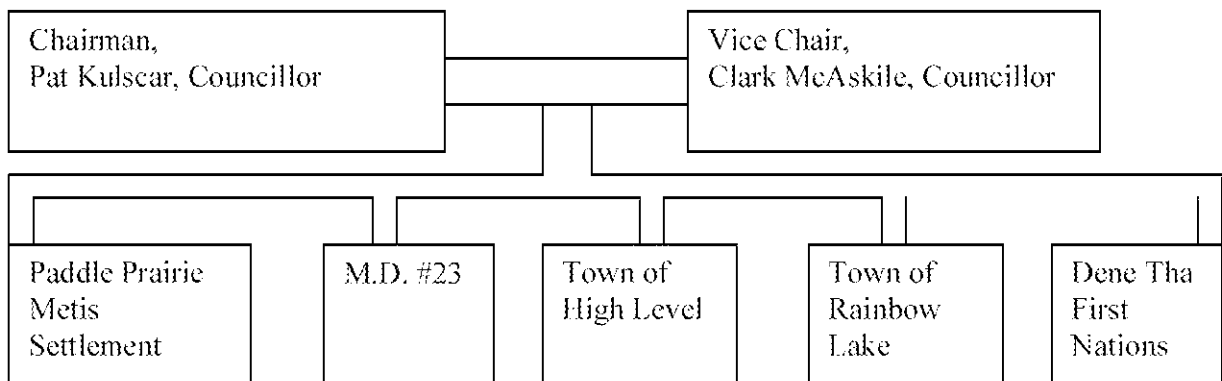 Chairman,
Pat Kulscar, Councillor
Vice Chair,
Clark McAskile, Councillor
Paddle Prairie
Metis
Settlement
M.D. #23
Town of
High Level
Town of
Rainbow
Lake
Dene Tha
First
Nations